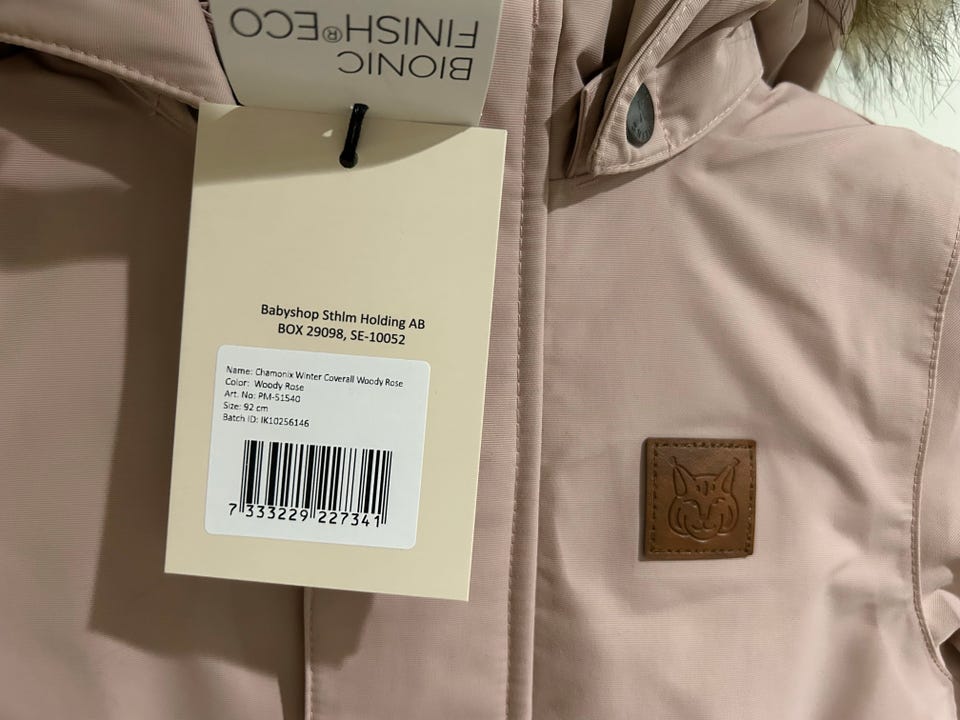 BIONIC
FINISH®ECO
Babyshop Sthlm Holding AB
BOX 29098, SE-10052
Name: Chamonix Winter Coverall Woody Rose
Color: Woody Rose
Art. No: PM-51540
Size: 92 cm
Batch ID: IK10256146
7 333229 227341